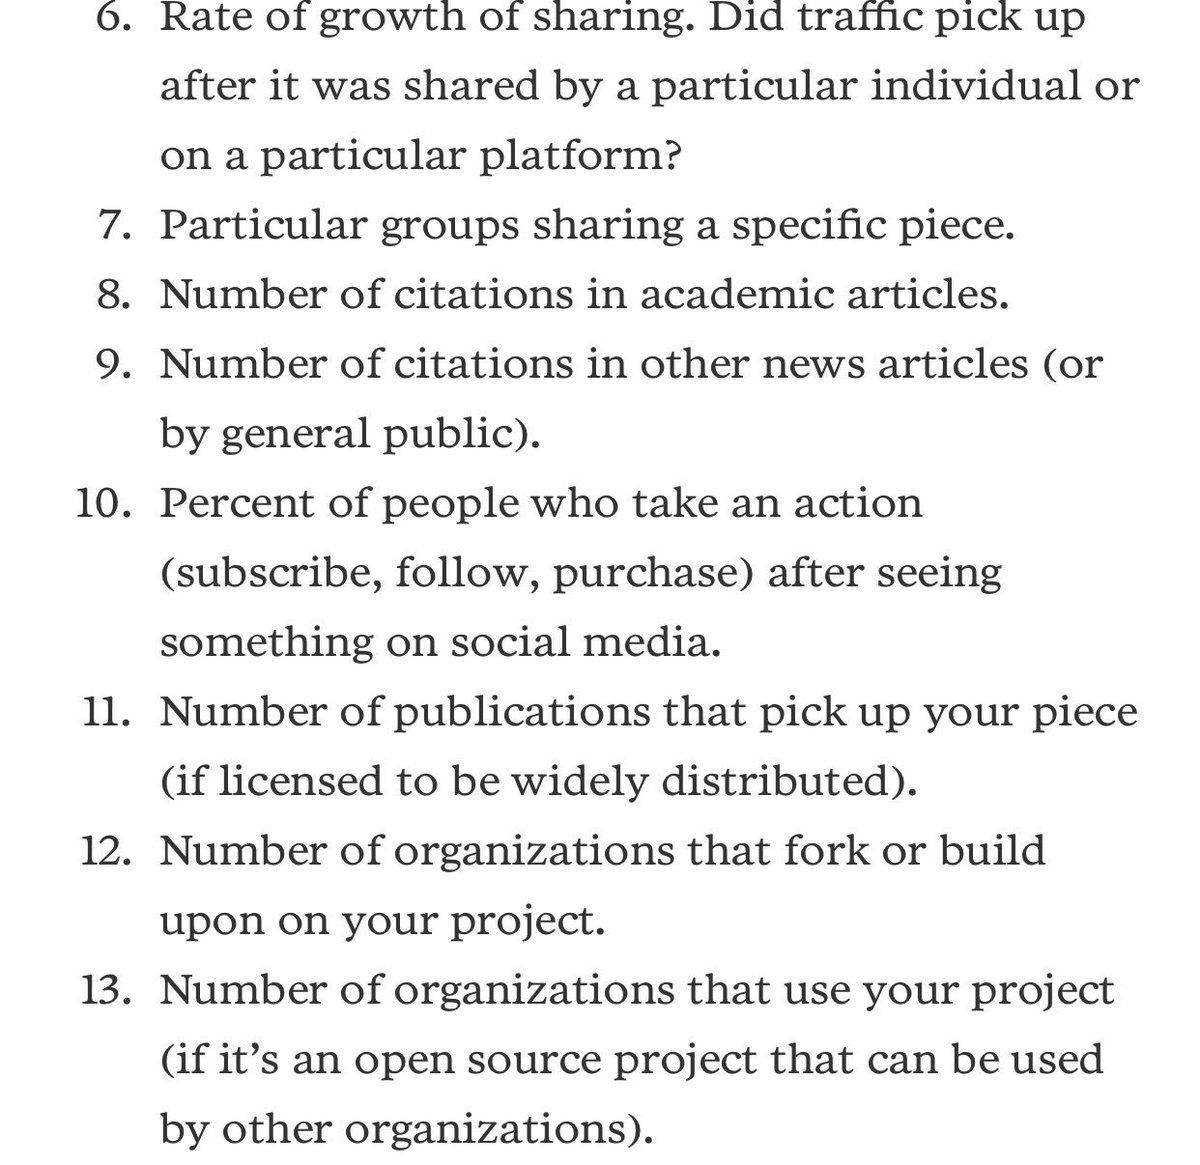 6. Rate of growth of sharing. Did traffic pick up
after it was shared by a particular individual or
on a particular platform?
7. Particular groups sharing a specific piece.
8. Number of citations in academic articles.
9. Number of citations in other news articles (or
by general public).
10. Percent of people who take an action
(subscribe, follow, purchase) after seeing
something on social media.
11. Number of publications that pick up your piece
(if licensed to be widely distributed).
12. Number of organizations that fork or build
upon on your project.
13. Number of organizations that use your project
(if it’s an open source project that can be used
by other organizations).